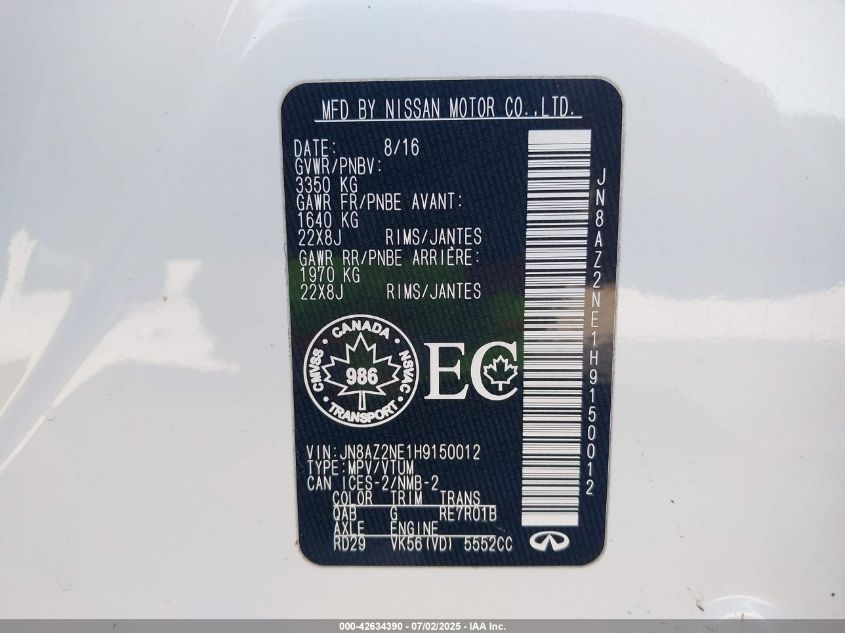 MFD BY NISSAN MOTOR CO.,LTD.
DATE: 8/16
GVWR/PNBV:
3350 KG
GAWR FR/PNBE AVANT:
1640 KG
22X8J RIMS/JANTES
GAWR RR/PNBE ARRIÈRE:
1970 KG
22X8J RIMS/JANTES
CANADA
CMVSS
NSVAC
986
TRANSPORT
EC
VIN:JN8AZ2NE1H9150012
TYPE:MPV/VTUM
CAN ICES-2/NMB-2
COLOR TRIM TRANS
QAB G RE7R01B
AXLE ENGINE
RD29 VK56(VD) 5552CC
JN8AZ2NE1H9150012
000-42634390 - 07/02/2025 - IAA Inc.